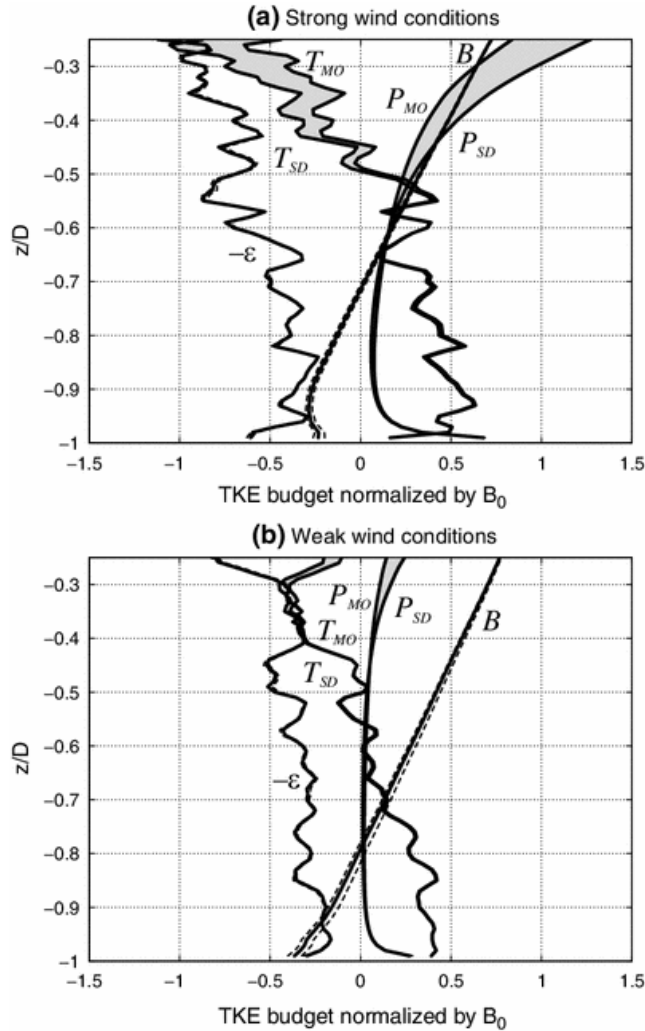 (a) Strong wind conditions
−0.3
−0.4
−0.5
−0.6
−0.7
−0.8
−0.9
−1
z/D
T_MO
B
P_MO
P_SD
T_SD
−ε
−1.5 −1 −0.5 0 0.5 1 1.5
TKE budget normalized by B₀
(b) Weak wind conditions
−0.3
−0.4
−0.5
−0.6
−0.7
−0.8
−0.9
−1
z/D
P_MO
P_SD
B
T_MO
T_SD
−ε
−1.5 −1 −0.5 0 0.5 1 1.5
TKE budget normalized by B₀